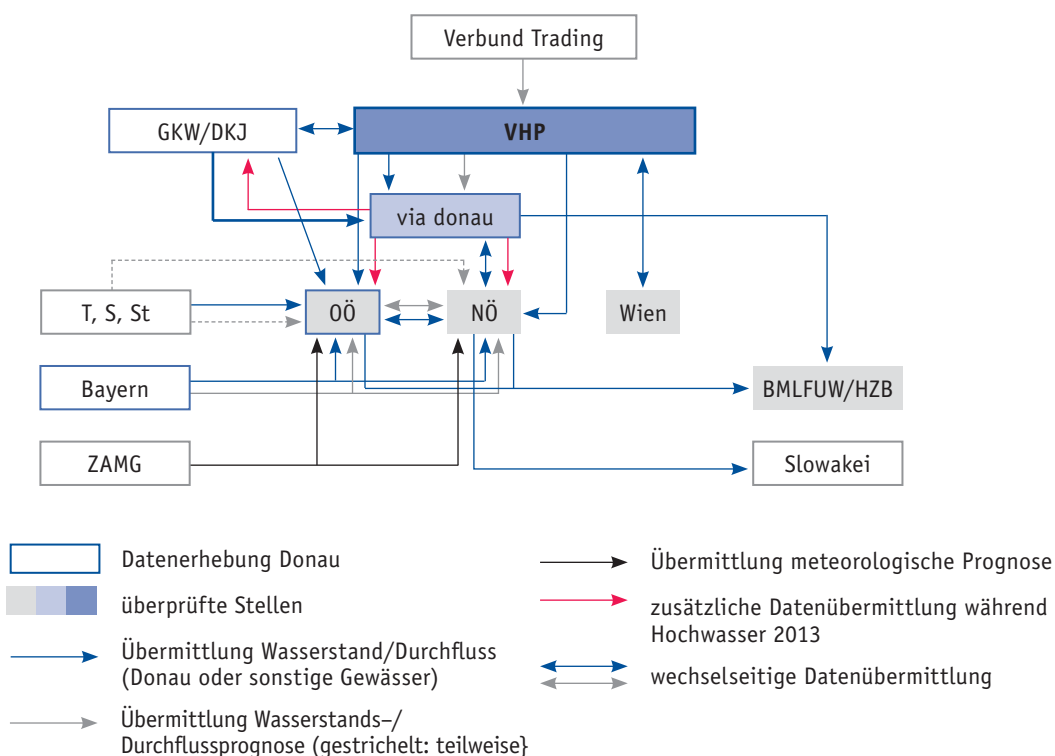 Verbund Trading
GKW/DKJ
VHP
via donau
T, S, St
OÖ
NÖ
Wien
Bayern
BMLFUW/HZB
ZAMG
Slowakei
Datenerhebung Donau
überprüfte Stellen
Übermittlung Wasserstand/Durchfluss
(Donau oder sonstige Gewässer)
Übermittlung Wasserstands–/
Durchflussprognose (gestrichelt: teilweise}
Übermittlung meteorologische Prognose
zusätzliche Datenübermittlung während
Hochwasser 2013
wechselseitige Datenübermittlung